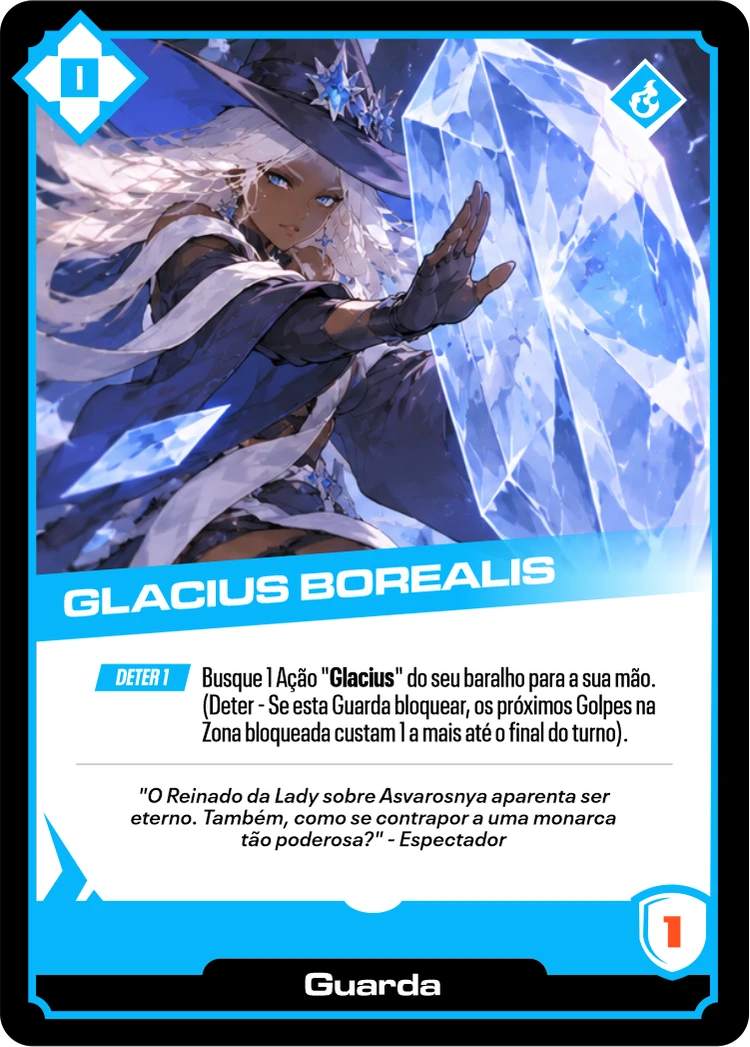 I
GLACIUS BOREALIS
DETER 1
Busque 1 Ação "Glacius" do seu baralho para a sua mão.
(Deter - Se esta Guarda bloquear, os próximos Golpes na
Zona bloqueada custam 1 a mais até o final do turno).
"O Reinado da Lady sobre Asvarosnya aparenta ser
eterno. Também, como se contrapor a uma monarca
tão poderosa?" - Espectador
1
Guarda